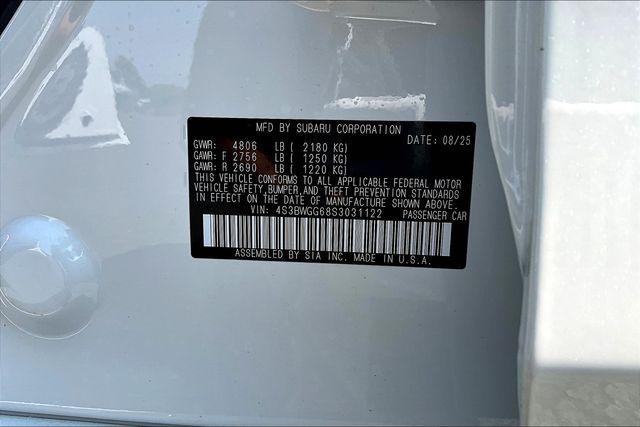 MFD BY SUBARU CORPORATION
DATE: 08/25
GVWR: 4806 LB ( 2180 KG)
GAWR: F 2756 LB ( 1250 KG)
GAWR: R 2690 LB ( 1220 KG)
THIS VEHICLE CONFORMS TO ALL APPLICABLE FEDERAL MOTOR
VEHICLE SAFETY,BUMPER,AND THEFT PREVENTION STANDARDS
IN EFFECT ON THE DATE OF MANUFACTURE SHOWN ABOVE.
VIN: 4S3BWGG68S3031122 PASSENGER CAR
ASSEMBLED BY SIA INC. MADE IN U.S.A.